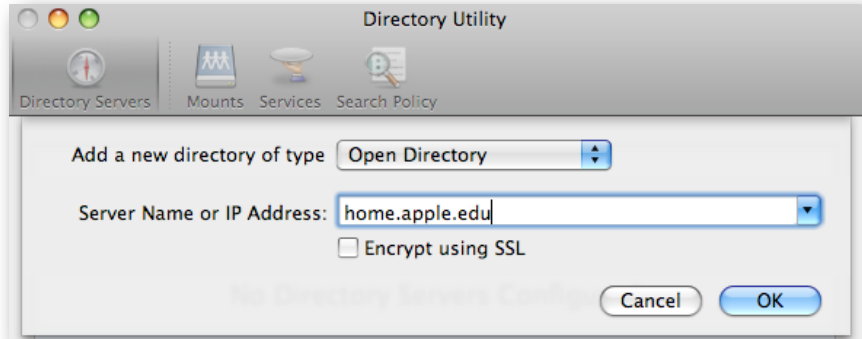 Directory Utility
Directory Servers Mounts Services Search Policy
Add a new directory of type Open Directory
Server Name or IP Address: home.apple.edu
Encrypt using SSL
No Directory Servers Configu
Cancel OK